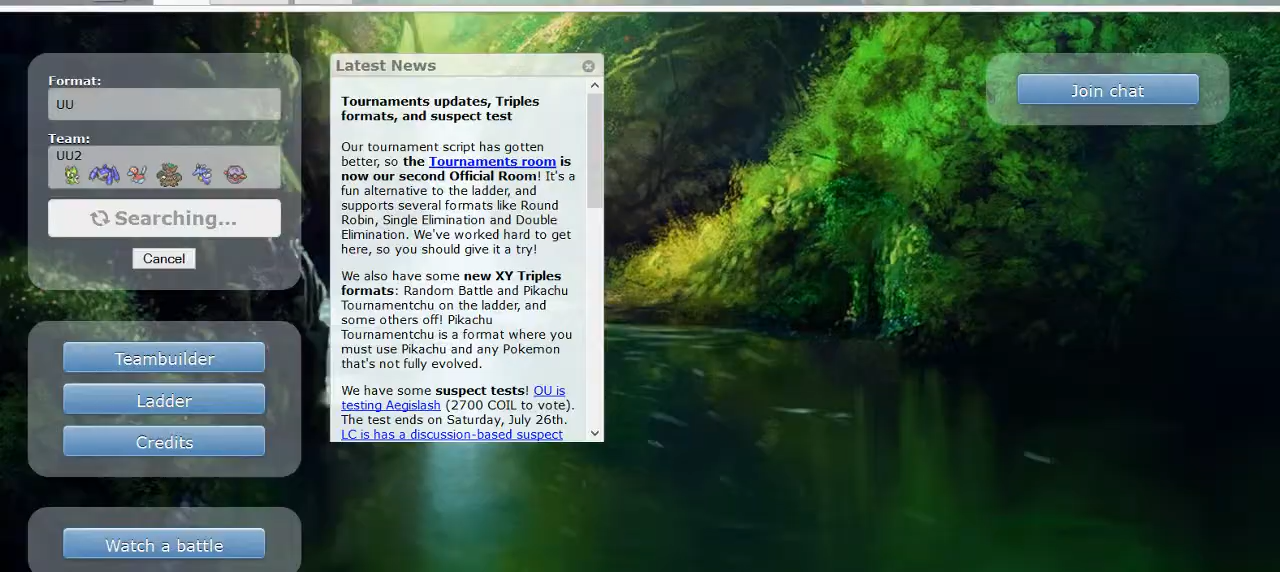 Format:
UU
Team:
UU2
Searching...
Cancel
Teambuilder
Ladder
Credits
Watch a battle
Latest News
Tournaments updates, Triples
formats, and suspect test
Our tournament script has gotten
better, so the Tournaments room is
now our second Official Room! It's a
fun alternative to the ladder, and
supports several formats like Round
Robin, Single Elimination and Double
Elimination. We've worked hard to get
here, so you should give it a try!
We also have some new XY Triples
formats: Random Battle and Pikachu
Tournamentchu on the ladder, and
some others off! Pikachu
Tournamentchu is a format where you
must use Pikachu and any Pokemon
that's not fully evolved.
We have some suspect tests! OU is
testing Aegislash (2700 COIL to vote).
The test ends on Saturday, July 26th.
LC is has a discussion-based suspect
Join chat